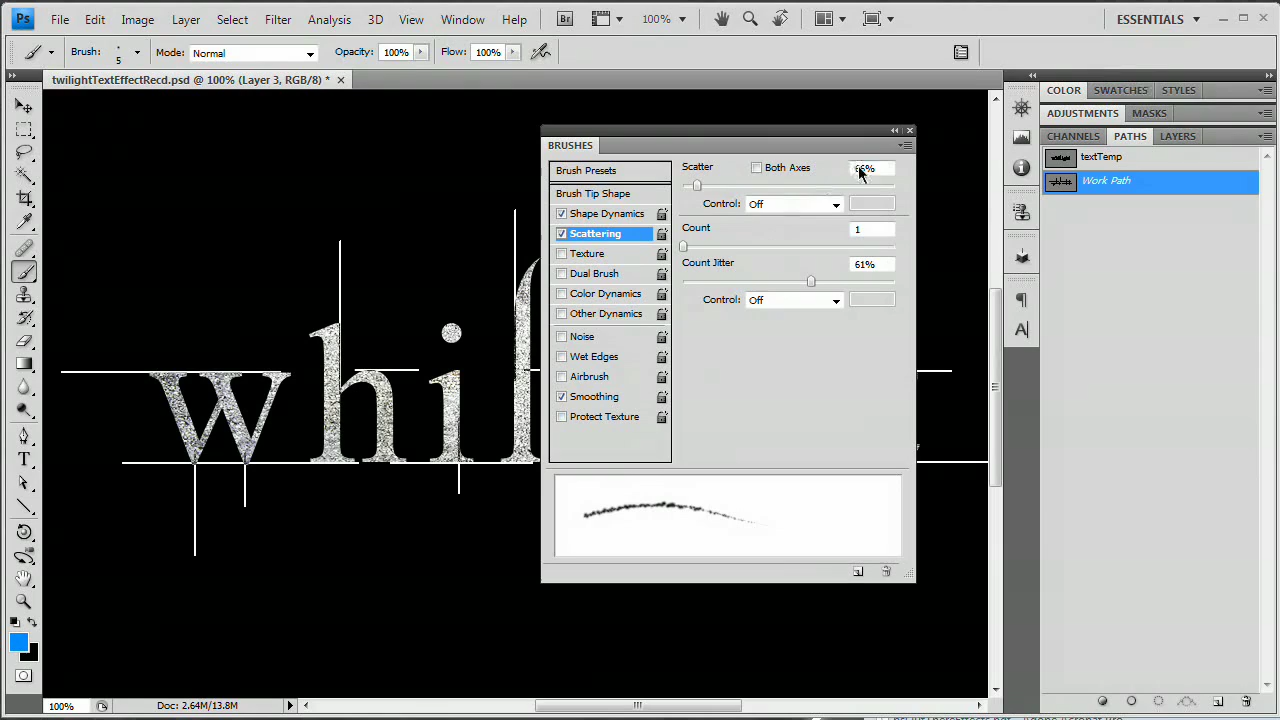 Ps File Edit Image Layer Select Filter Analysis 3D View Window Help Br 100% ESSENTIALS
Brush: 5 Mode: Normal Opacity: 100% Flow: 100%
twilightTextEffectRecd.psd @ 100% (Layer 3, RGB/8) *
COLOR SWATCHES STYLES
ADJUSTMENTS MASKS
CHANNELS PATHS LAYERS
textTemp
Work Path
BRUSHES
Brush Presets
Brush Tip Shape
Shape Dynamics
Scattering
Texture
Dual Brush
Color Dynamics
Other Dynamics
Noise
Wet Edges
Airbrush
Smoothing
Protect Texture
Scatter Both Axes 66%
Control: Off
Count 1
Count Jitter 61%
Control: Off
whil
100% Doc: 2.64M/13.8M